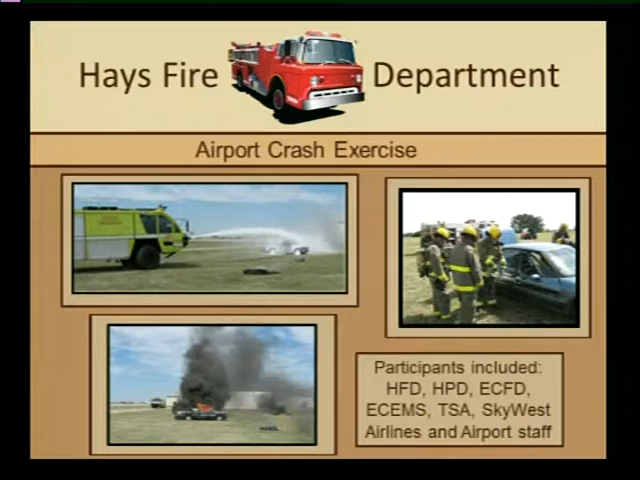 Hays Fire Department
Airport Crash Exercise
Participants included:
HFD, HPD, ECFD,
ECEMS, TSA, SkyWest
Airlines and Airport staff